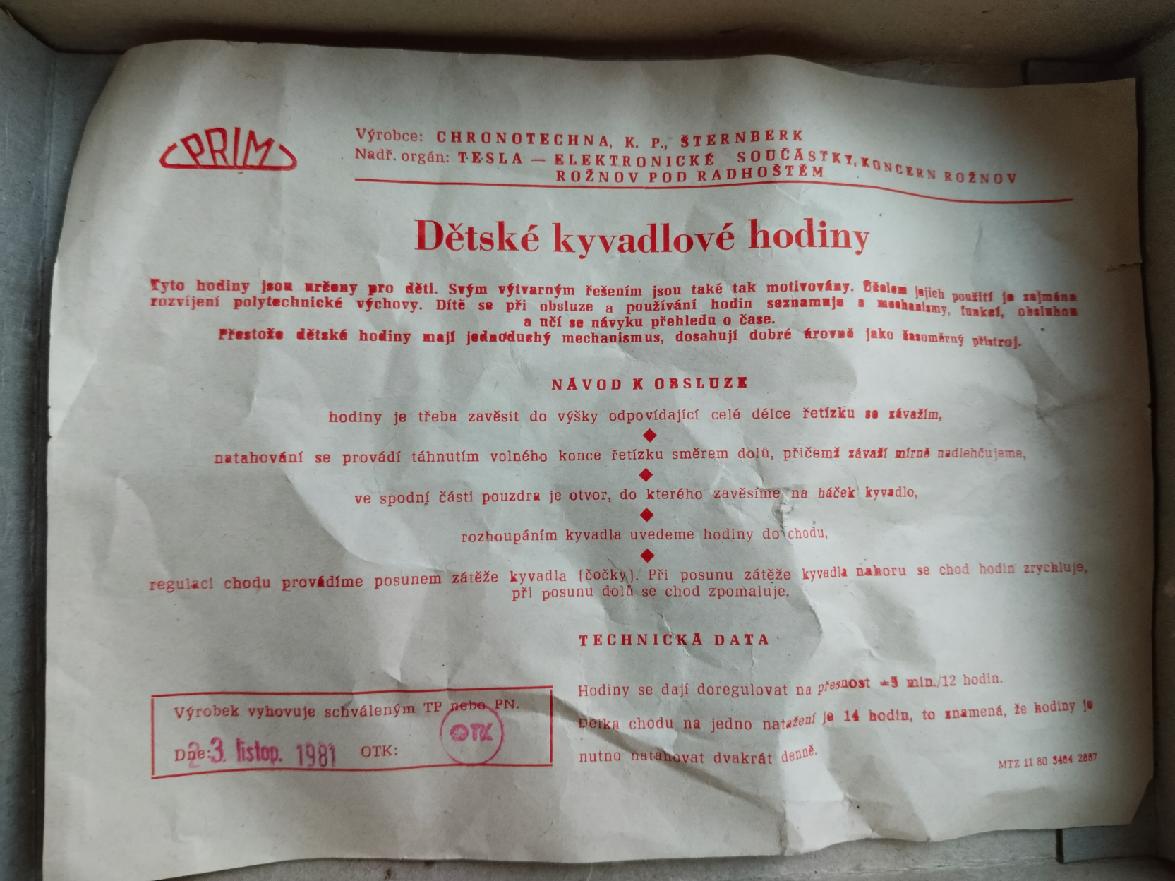 PRIM
Výrobce: CHRONOTECHNA, K. P., ŠTERNBERK
Nadř. orgán: TESLA — ELEKTRONICKÉ SOUČÁSTKY, KONCERN ROŽNOV
ROŽNOV POD RADHOŠTĚM
Dětské kyvadlové hodiny
Tyto hodiny jsou určeny pro děti. Svým výtvarným řešením jsou také tak motivovány. Účelem jejich použití je zejména
rozvíjení polytechnické výchovy. Dítě se při obsluze a používání hodin seznamuje s mechanismy, funkcí, obsluhou
a učí se návyku přehledu o čase.
Přestože dětské hodiny mají jednoduchý mechanismus, dosahují dobré úrovně jako časoměrný přístroj.
NÁVOD K OBSLUZE
hodiny je třeba zavěsit do výšky odpovídající celé délce řetízku se závažím,
natahování se provádí táhnutím volného konce řetízku směrem dolů, přičemž závaží mírně nadlehčujeme,
ve spodní části pouzdra je otvor, do kterého zavěsíme na háček kyvadlo,
rozhoupáním kyvadla uvedeme hodiny do chodu,
regulaci chodu provádíme posunem zátěže kyvadla (čočky). Při posunu zátěže kyvadla nahoru se chod hodin zrychluje,
při posunu dolů se chod zpomaluje.
TECHNICKÁ DATA
Hodiny se dají doregulovat na přesnost 5 min./12 hodin.
Délka chodu na jedno natažení je 14 hodin, to znamená, že hodiny je
nutno natahovat dvakrát denně.
Výrobek vyhovuje schváleným TP nebo PN.
Dne: 23. listop. 1981 OTK: OTK
MTZ 11 80 5484 2887